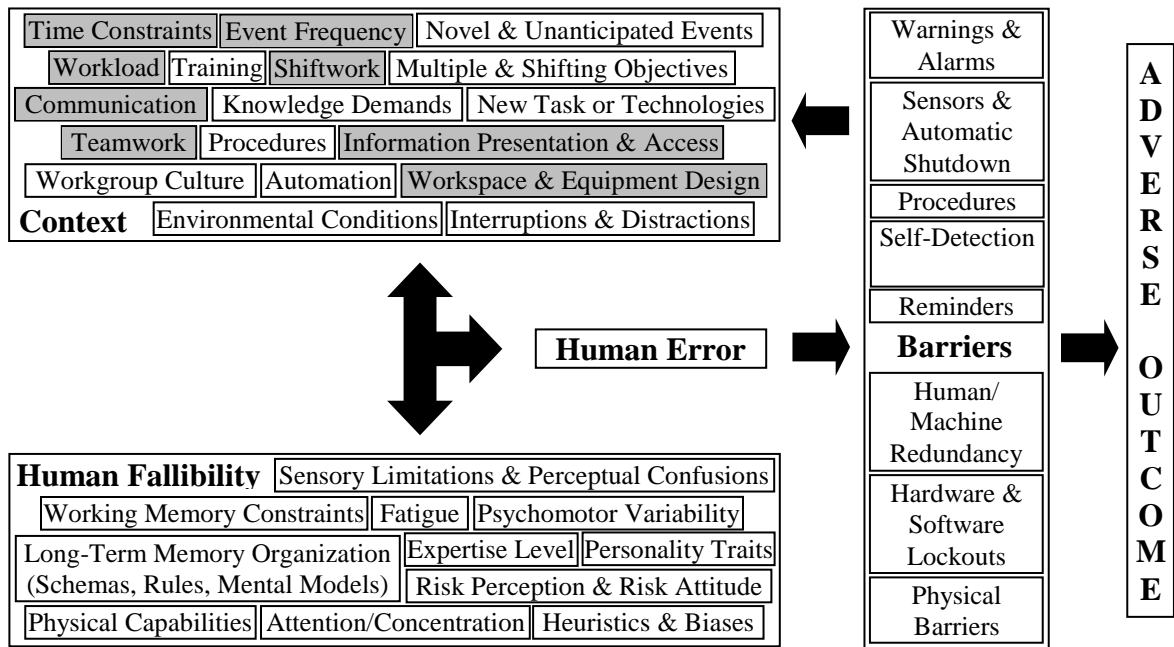 Time Constraints Event Frequency Novel & Unanticipated Events
Workload Training Shiftwork Multiple & Shifting Objectives
Communication Knowledge Demands New Task or Technologies
Teamwork Procedures Information Presentation & Access
Workgroup Culture Automation Workspace & Equipment Design
Context Environmental Conditions Interruptions & Distractions
Human Error
Human Fallibility Sensory Limitations & Perceptual Confusions
Working Memory Constraints Fatigue Psychomotor Variability
Long-Term Memory Organization
(Schemas, Rules, Mental Models)
Expertise Level Personality Traits
Risk Perception & Risk Attitude
Physical Capabilities Attention/Concentration Heuristics & Biases
Warnings &
Alarms
Sensors &
Automatic
Shutdown
Procedures
Self-Detection
Reminders
Barriers
Human/
Machine
Redundancy
Hardware &
Software
Lockouts
Physical
Barriers
ADVERSE OUTCOME